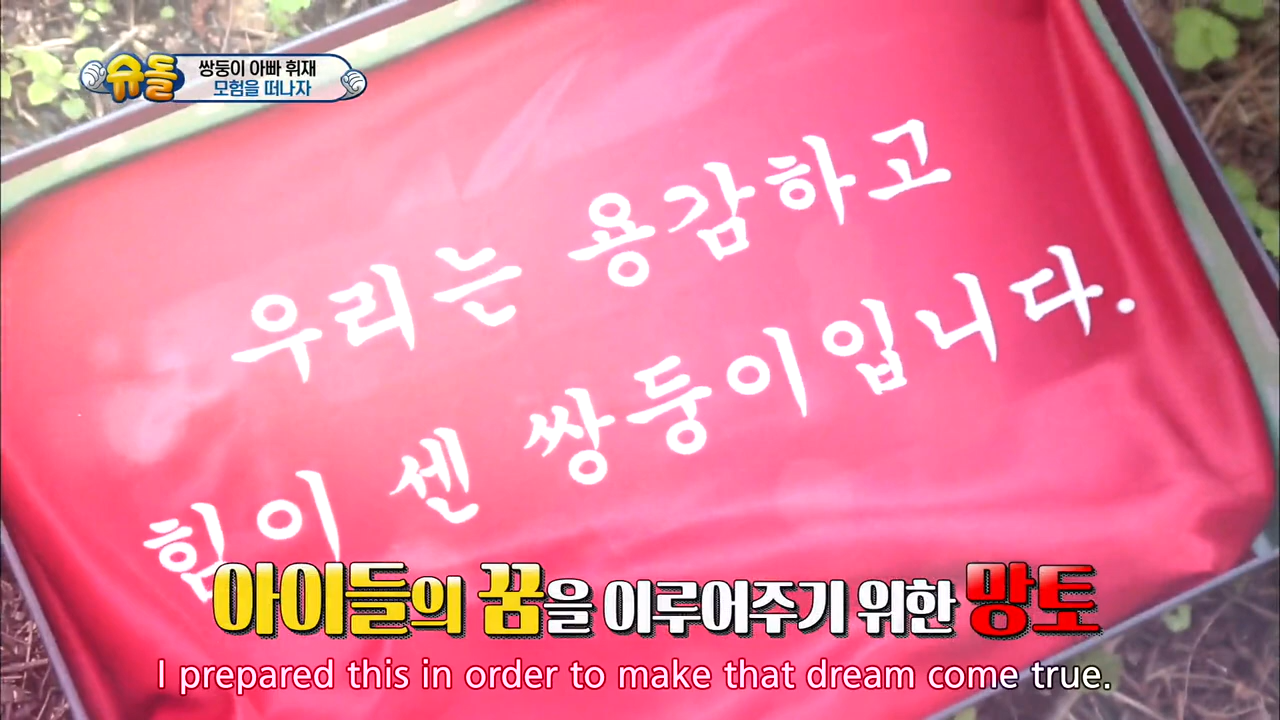 슈돌
쌍둥이 아빠 휘재
모험을 떠나자
우리는 용감하고
힘이 센 쌍둥이입니다.
아이들의 꿈을 이루어주기 위한 망토
I prepared this in order to make that dream come true.